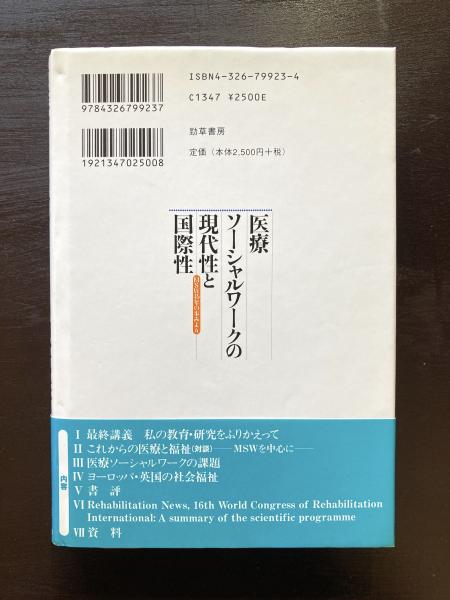 ISBN4-326-79923-4
C1347 ¥2500E
9784326799237
勁草書房
定価（本体2,500円＋税）
1921347025008
医療
ソーシャルワークの
現代性と
国際性
内容
I 最終講義 私の教育・研究をふりかえって
II これからの医療と福祉(対談)——MSWを中心に——
III 医療ソーシャルワークの課題
IV ヨーロッパ・英国の社会福祉
V 書 評
VI Rehabilitation News, 16th World Congress of Rehabilitation
International: A summary of the scientific programme
VII 資 料